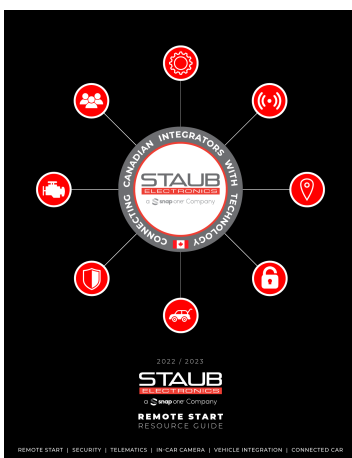 CONNECTING CANADIAN INTEGRATORS WITH TECHNOLOGY
STAUB
ELECTRONICS
a snapone Company
2022 / 2023
STAUB
ELECTRONICS
a snapone Company
REMOTE START
RESOURCE GUIDE
REMOTE START | SECURITY | TELEMATICS | IN-CAR CAMERA | VEHICLE INTEGRATION | CONNECTED CAR